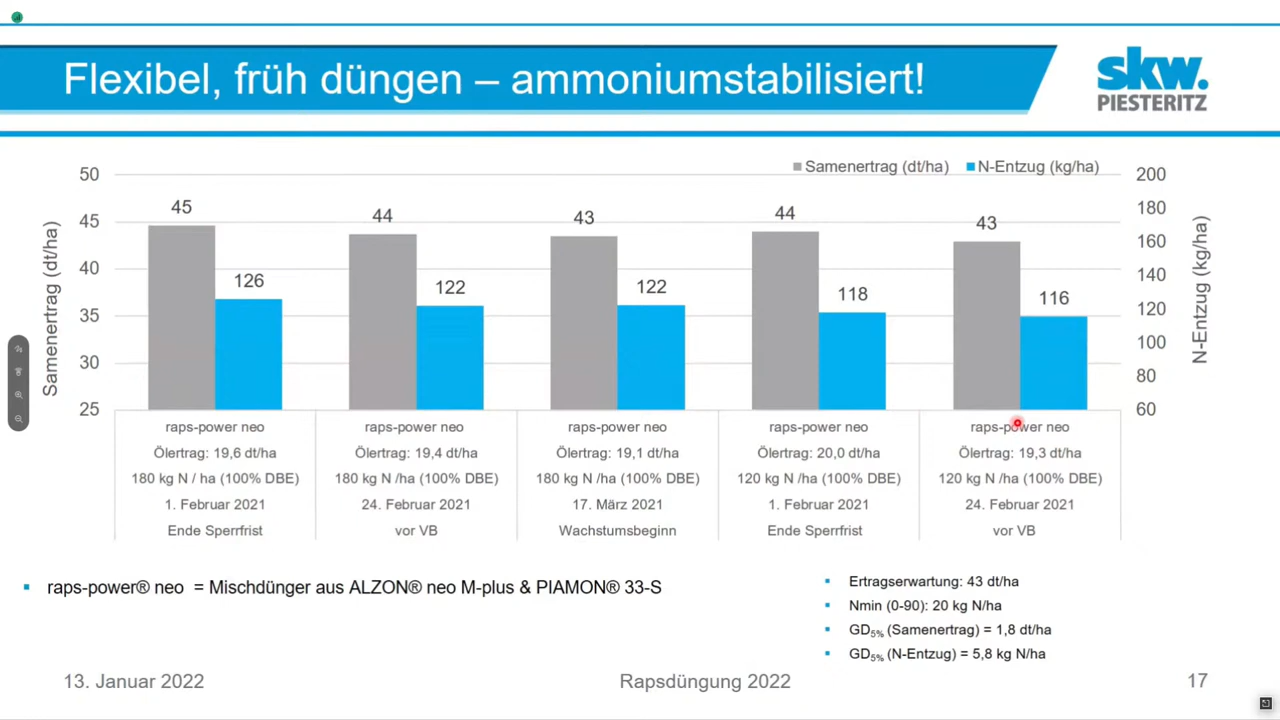 Flexibel, früh düngen – ammoniumstabilisiert!
skw.
PIESTERITZ
Samenertrag (dt/ha) N-Entzug (kg/ha)
Samenertrag (dt/ha)
50
45
40
35
30
25
45
126
44
122
43
122
44
118
43
116
200
180
160
140
120
100
80
60
N-Entzug (kg/ha)
raps-power neo
Ölertrag: 19,6 dt/ha
180 kg N / ha (100% DBE)
1. Februar 2021
Ende Sperrfrist
raps-power neo
Ölertrag: 19,4 dt/ha
180 kg N /ha (100% DBE)
24. Februar 2021
vor VB
raps-power neo
Ölertrag: 19,1 dt/ha
180 kg N /ha (100% DBE)
17. März 2021
Wachstumsbeginn
raps-power neo
Ölertrag: 20,0 dt/ha
120 kg N /ha (100% DBE)
1. Februar 2021
Ende Sperrfrist
raps-power neo
Ölertrag: 19,3 dt/ha
120 kg N /ha (100% DBE)
24. Februar 2021
vor VB
raps-power® neo = Mischdünger aus ALZON® neo M-plus & PIAMON® 33-S
Ertragserwartung: 43 dt/ha
Nmin (0-90): 20 kg N/ha
GD5% (Samenertrag) = 1,8 dt/ha
GD5% (N-Entzug) = 5,8 kg N/ha
13. Januar 2022
Rapsdüngung 2022
17